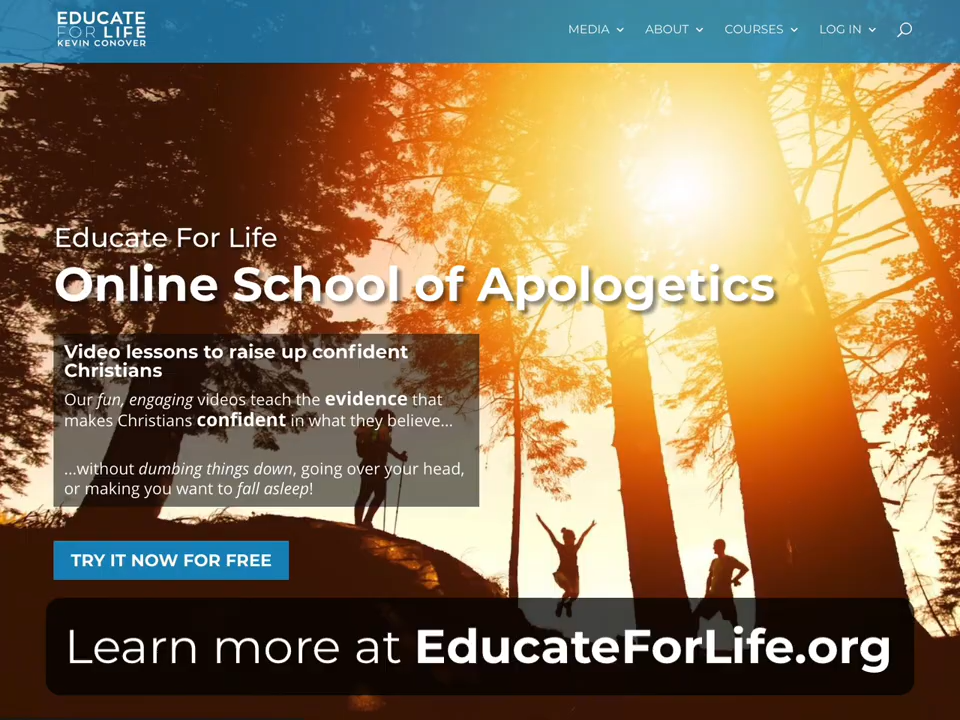 EDUCATE
FOR LIFE
KEVIN CONOVER
MEDIA
ABOUT
COURSES
LOG IN
Educate For Life
Online School of Apologetics
Video lessons to raise up confident
Christians
Our fun, engaging videos teach the evidence that
makes Christians confident in what they believe...
...without dumbing things down, going over your head,
or making you want to fall asleep!
TRY IT NOW FOR FREE
Learn more at EducateForLife.org